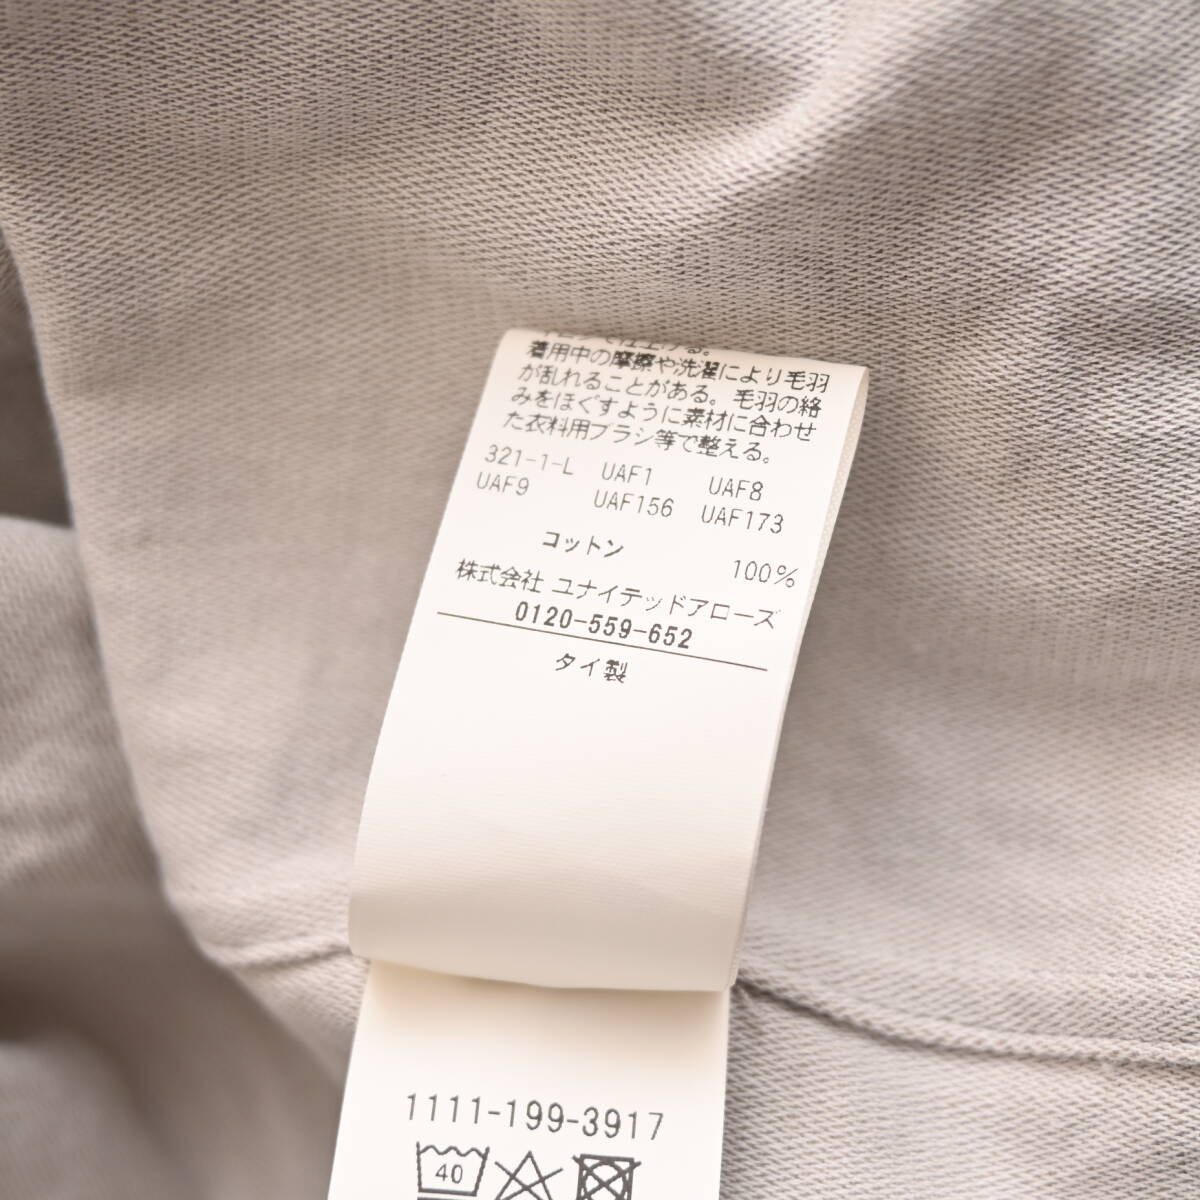 着用中の摩擦や洗濯により毛羽
が乱れることがある。毛羽の絡
みをほぐすように素材に合わせ
た衣料用ブラシ等で整える。
321-1-L UAF1 UAF8
UAF9 UAF156 UAF173
コットン 100%
株式会社 ユナイテッドアローズ
0120-559-652
タイ製
1111-199-3917
40